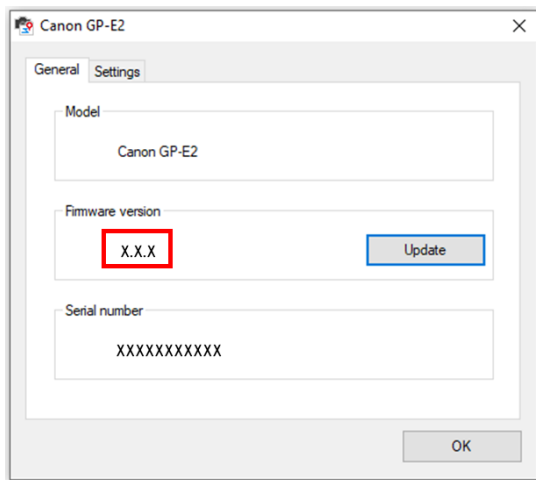 Canon GP-E2
General Settings
Model
Canon GP-E2
Firmware version
X.X.X
Update
Serial number
XXXXXXXXXXX
OK